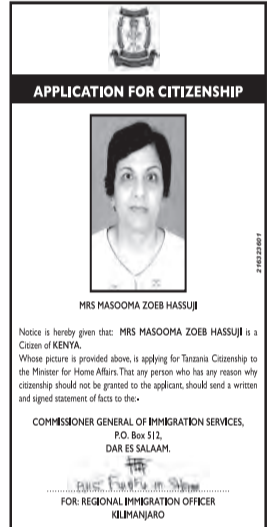 APPLICATION FOR CITIZENSHIP
216323601
MRS MASOOMA ZOEB HASSUJI
Notice is hereby given that: MRS MASOOMA ZOEB HASSUJI is a
Citizen of KENYA.
Whose picture is provided above, is applying for Tanzania Citizenship to
the Minister for Home Affairs. That any person who has any reason why
citizenship should not be granted to the applicant, should send a written
and signed statement of facts to the:-
COMMISSIONER GENERAL OF IMMIGRATION SERVICES,
P.O. Box 512,
DAR ES SALAAM.
FOR: REGIONAL IMMIGRATION OFFICER
KILIMANJARO